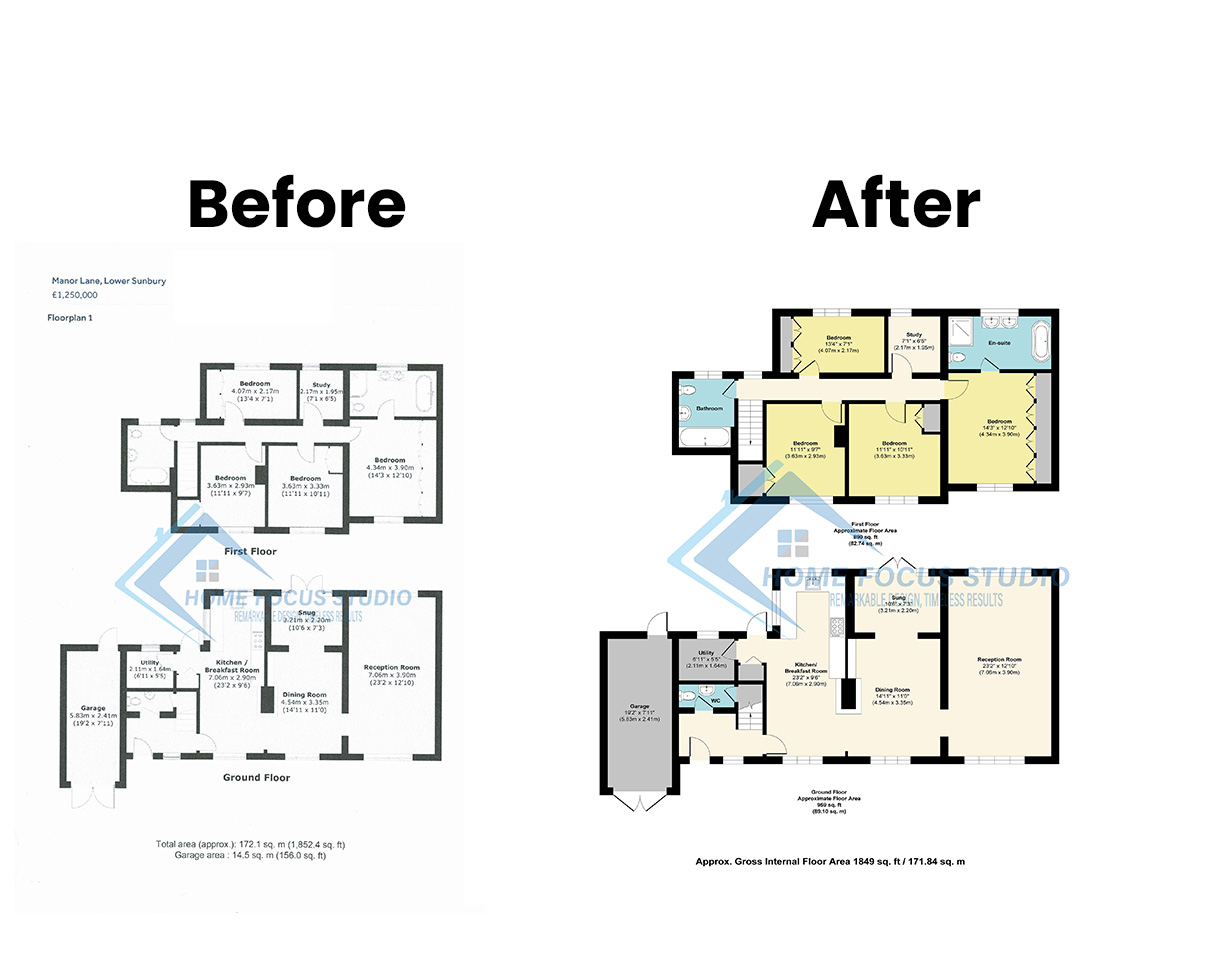 Before
After
Manor Lane, Lower Sunbury
£1,250,000
Floorplan 1
Bedroom
4.07m x 2.17m
(13'4 x 7'1)
Study
2.17m x 1.95m
(7'1 x 6'5)
Bedroom
4.34m x 3.90m
(14'3 x 12'10)
Bedroom
3.63m x 2.93m
(11'11 x 9'7)
Bedroom
3.63m x 3.33m
(11'11 x 10'11)
First Floor
HOME FOCUS STUDIO
REMARKABLE DESIGN, TIMELESS RESULTS
Snug
3.21m x 2.20m
(10'6 x 7'3)
Utility
2.11m x 1.64m
(6'11 x 5'5)
Kitchen /
Breakfast Room
7.06m x 2.90m
(23'2 x 9'6)
Reception Room
7.06m x 3.90m
(23'2 x 12'10)
Dining Room
4.54m x 3.35m
(14'11 x 11'0)
Garage
5.83m x 2.41m
(19'2 x 7'11)
Ground Floor
Total area (approx.): 172.1 sq. m (1,852.4 sq. ft)
Garage area : 14.5 sq. m (156.0 sq. ft)
Bedroom
13'4" x 7'1"
(4.07m x 2.17m)
Study
7'1" x 6'5"
(2.17m x 1.95m)
En-suite
Bathroom
Bedroom
14'3" x 12'10"
(4.34m x 3.90m)
Bedroom
11'11" x 9'7"
(3.63m x 2.93m)
Bedroom
11'11" x 10'11"
(3.63m x 3.33m)
First Floor
Approximate Floor Area
890 sq. ft
(82.74 sq. m)
HOME FOCUS STUDIO
REMARKABLE DESIGN, TIMELESS RESULTS
Sung
10'6" x 7'3"
(3.21m x 2.20m)
Utility
6'11" x 5'5"
(2.11m x 1.64m)
Kitchen/
Breakfast Room
23'2" x 9'6"
(7.06m x 2.90m)
Reception Room
23'2" x 12'10"
(7.06m x 3.90m)
WC
Dining Room
14'11" x 11'0"
(4.54m x 3.35m)
Garage
19'2" x 7'11"
(5.83m x 2.41m)
Ground Floor
Approximate Floor Area
959 sq. ft
(89.10 sq. m)
Approx. Gross Internal Floor Area 1849 sq. ft / 171.84 sq. m